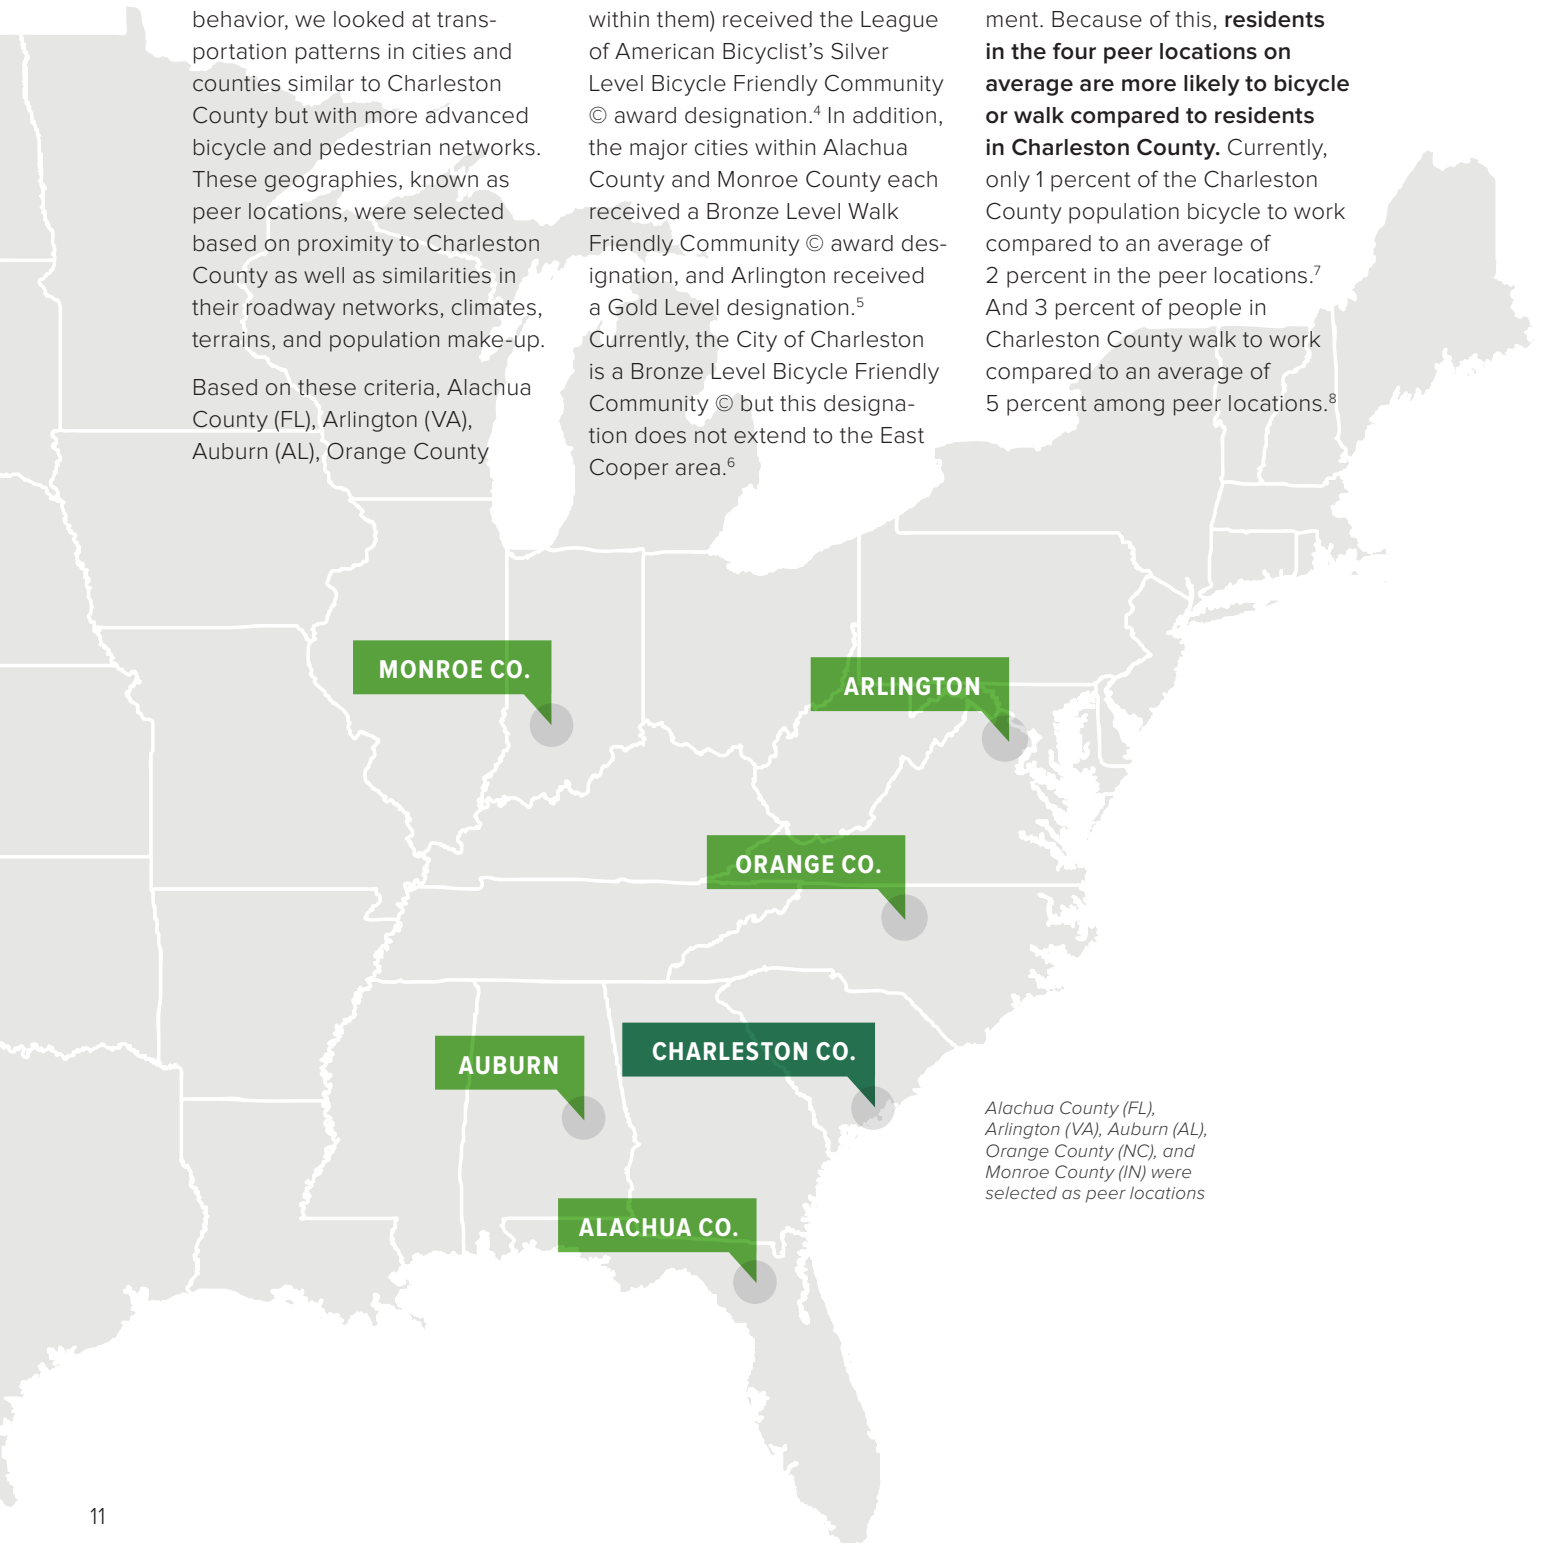 behavior, we looked at trans-
portation patterns in cities and
counties similar to Charleston
County but with more advanced
bicycle and pedestrian networks.
These geographies, known as
peer locations, were selected
based on proximity to Charleston
County as well as similarities in
their roadway networks, climates,
terrains, and population make-up.
Based on these criteria, Alachua
County (FL), Arlington (VA),
Auburn (AL), Orange County
within them) received the League
of American Bicyclist’s Silver
Level Bicycle Friendly Community
© award designation.4 In addition,
the major cities within Alachua
County and Monroe County each
received a Bronze Level Walk
Friendly Community © award des-
ignation, and Arlington received
a Gold Level designation.5
Currently, the City of Charleston
is a Bronze Level Bicycle Friendly
Community © but this designa-
tion does not extend to the East
Cooper area.6
ment. Because of this, residents
in the four peer locations on
average are more likely to bicycle
or walk compared to residents
in Charleston County. Currently,
only 1 percent of the Charleston
County population bicycle to work
compared to an average of
2 percent in the peer locations.7
And 3 percent of people in
Charleston County walk to work
compared to an average of
5 percent among peer locations.8
MONROE CO.
ARLINGTON
ORANGE CO.
AUBURN
CHARLESTON CO.
ALACHUA CO.
Alachua County (FL),
Arlington (VA), Auburn (AL),
Orange County (NC), and
Monroe County (IN) were
selected as peer locations
11